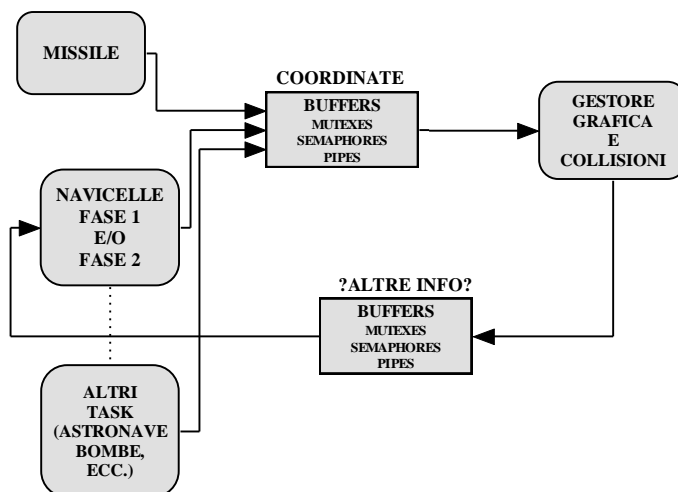 MISSILE
COORDINATE
BUFFERS
MUTEXES
SEMAPHORES
PIPES
GESTORE
GRAFICA
E
COLLISIONI
NAVICELLE
FASE 1
E/O
FASE 2
?ALTRE INFO?
BUFFERS
MUTEXES
SEMAPHORES
PIPES
ALTRI
TASK
(ASTRONAVE
BOMBE,
ECC.)